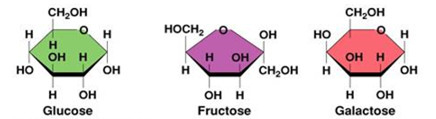 CH₂OH
H O H
H
OH H
HO OH
H OH
Glucose
HOCH₂ O OH
H OH
H CH₂OH
OH H
Fructose
CH₂OH
HO O H
H
OH H
H OH
H OH
Galactose